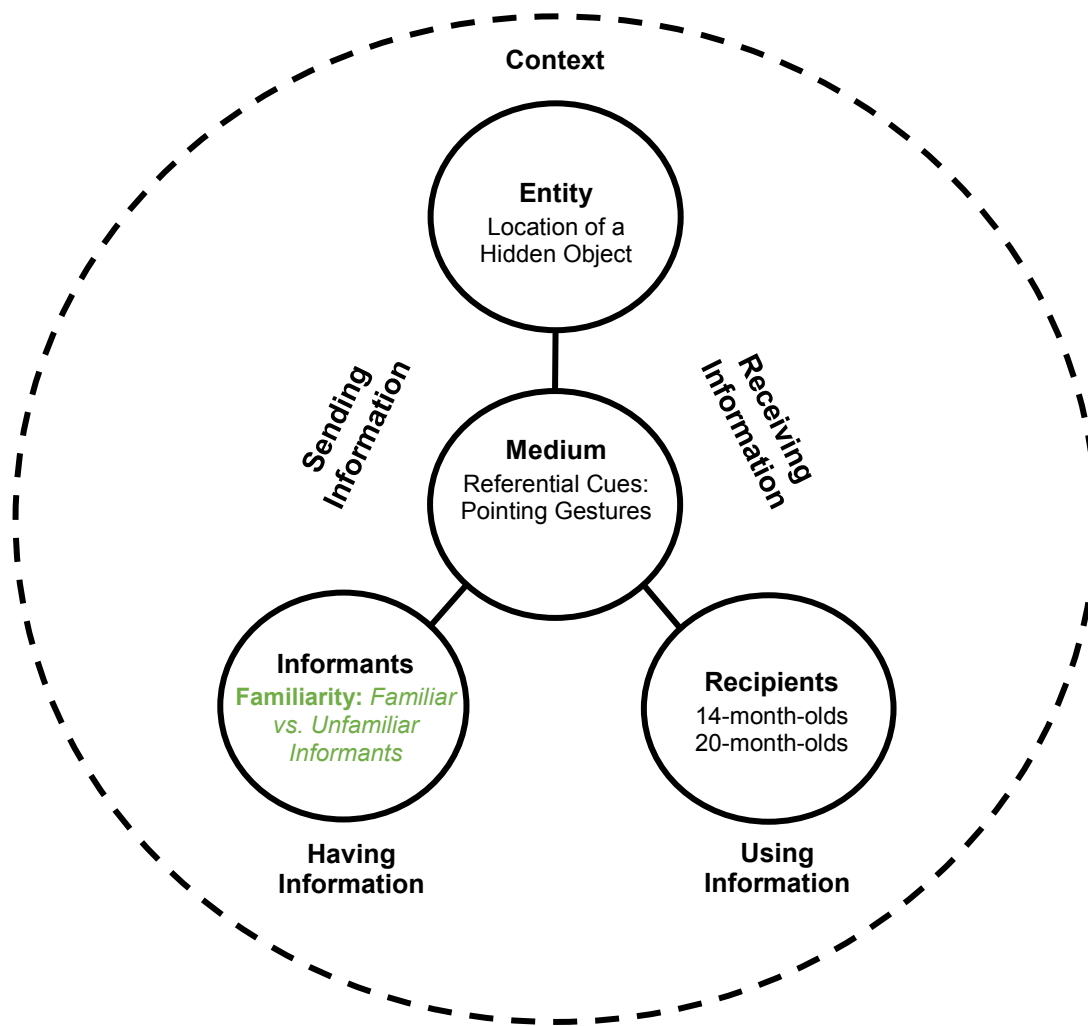 Context
Entity
Location of a
Hidden Object
Sending
Information
Receiving
Information
Medium
Referential Cues:
Pointing Gestures
Informants
Familiarity: Familiar
vs. Unfamiliar
Informants
Recipients
14-month-olds
20-month-olds
Having
Information
Using
Information